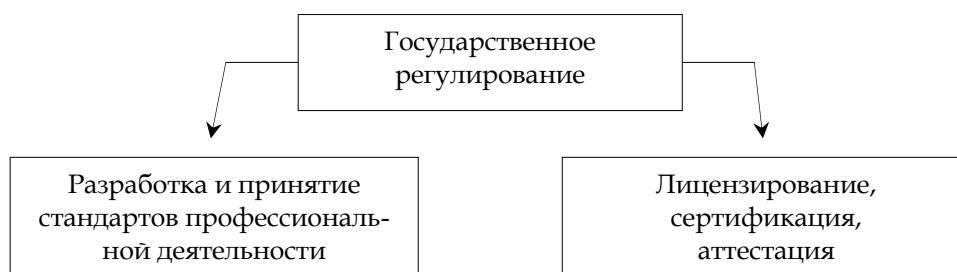 Государственное
регулирование
Разработка и принятие
стандартов профессиональ-
ной деятельности
Лицензирование,
сертификация,
аттестация